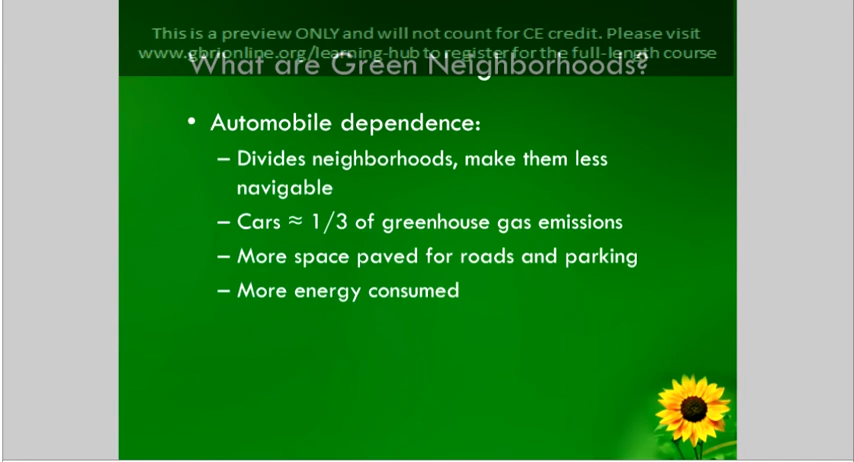 This is a preview ONLY and will not count for CE credit. Please visit
www.gbrionline.org/learning-hub to register for the full-length course
What are Green Neighborhoods?
• Automobile dependence:
– Divides neighborhoods, make them less
navigable
– Cars ≈ 1/3 of greenhouse gas emissions
– More space paved for roads and parking
– More energy consumed